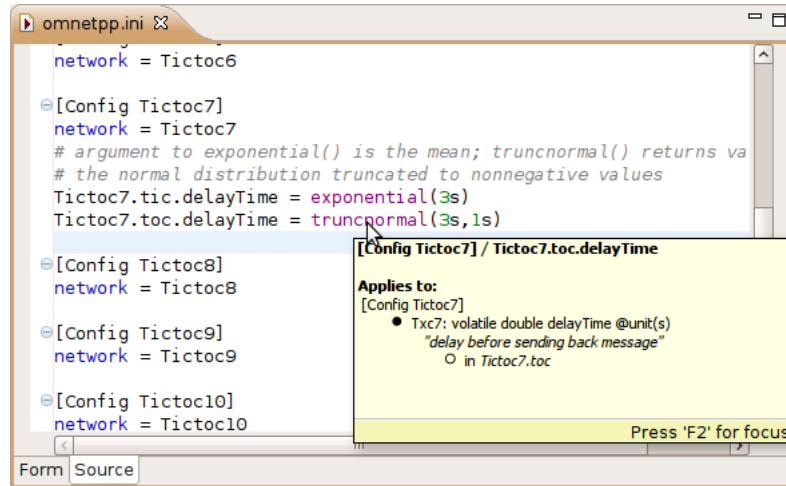 omnetpp.ini
network = Tictoc6
[Config Tictoc7]
network = Tictoc7
# argument to exponential() is the mean; truncnormal() returns va
# the normal distribution truncated to nonnegative values
Tictoc7.tic.delayTime = exponential(3s)
Tictoc7.toc.delayTime = truncnormal(3s,1s)
[Config Tictoc7] / Tictoc7.toc.delayTime
Applies to:
[Config Tictoc7]
Txc7: volatile double delayTime @unit(s)
"delay before sending back message"
in Tictoc7.toc
Press 'F2' for focus
[Config Tictoc8]
network = Tictoc8
[Config Tictoc9]
network = Tictoc9
[Config Tictoc10]
network = Tictoc10
Form Source